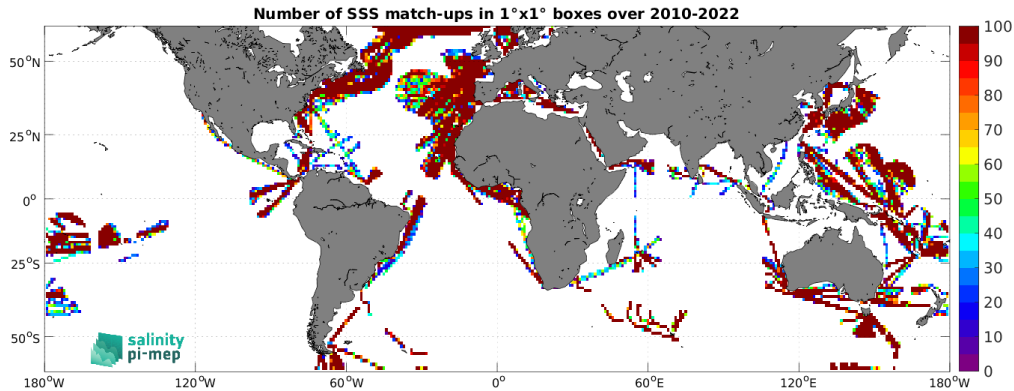 Number of SSS match-ups in 1°x1° boxes over 2010-2022
100
90
80
70
60
50
40
30
20
10
0
50°N
25°N
0°
25°S
50°S
salinity
pi-mep
180°W
120°W
60°W
0°
60°E
120°E
180°W